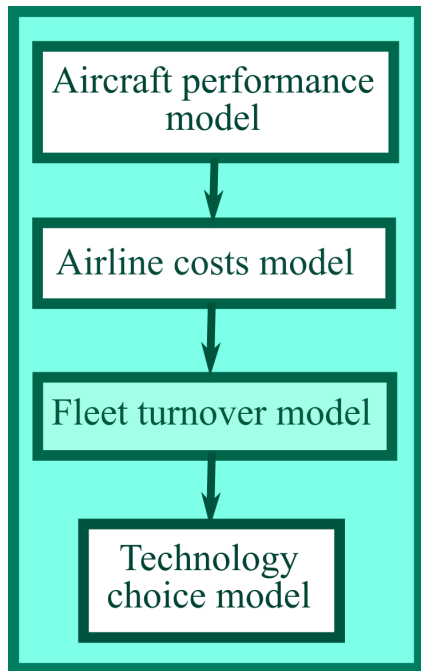 Aircraft performance
model
Airline costs model
Fleet turnover model
Technology
choice model